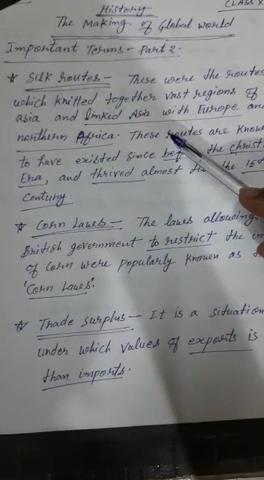 History
CLASS X
The Making of Global world
Important Terms - Part 2.
* Silk routes - These were the routes
which knitted together vast regions of
asia and linked Asia with Europe and
northern Africa. These routes are know
to have existed since the christ
Era, and thrived almost the 15th
Century.
* Corn Laws - The laws allowing
British government to restrict the
of corn were popularly known as
'Corn Laws'
* Trade surplus - It is a situation
under which values of exports is
than imports.